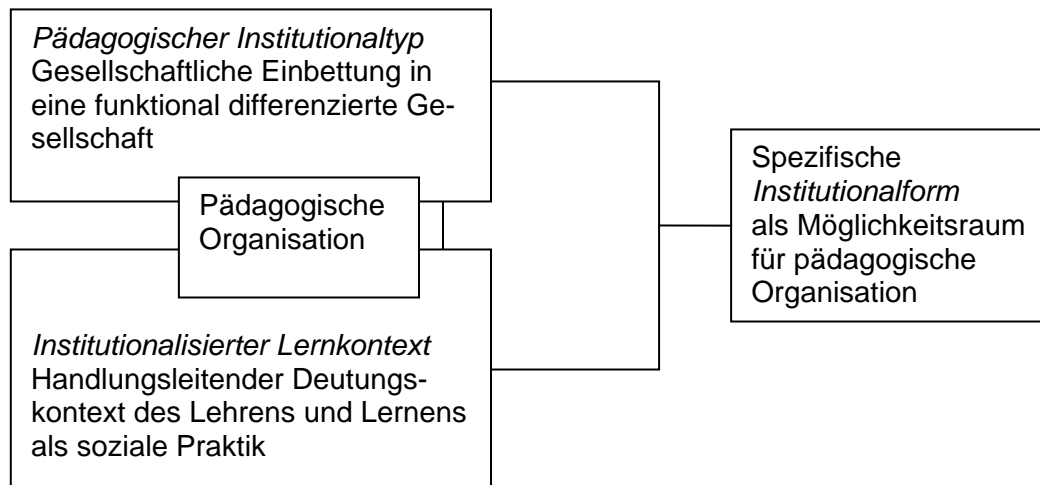 Pädagogischer Institutionaltyp
Gesellschaftliche Einbettung in
eine funktional differenzierte Ge-
sellschaft
Pädagogische
Organisation
Institutionalisierter Lernkontext
Handlungsleitender Deutungs-
kontext des Lehrens und Lernens
als soziale Praktik
Spezifische
Institutionalform
als Möglichkeitsraum
für pädagogische
Organisation